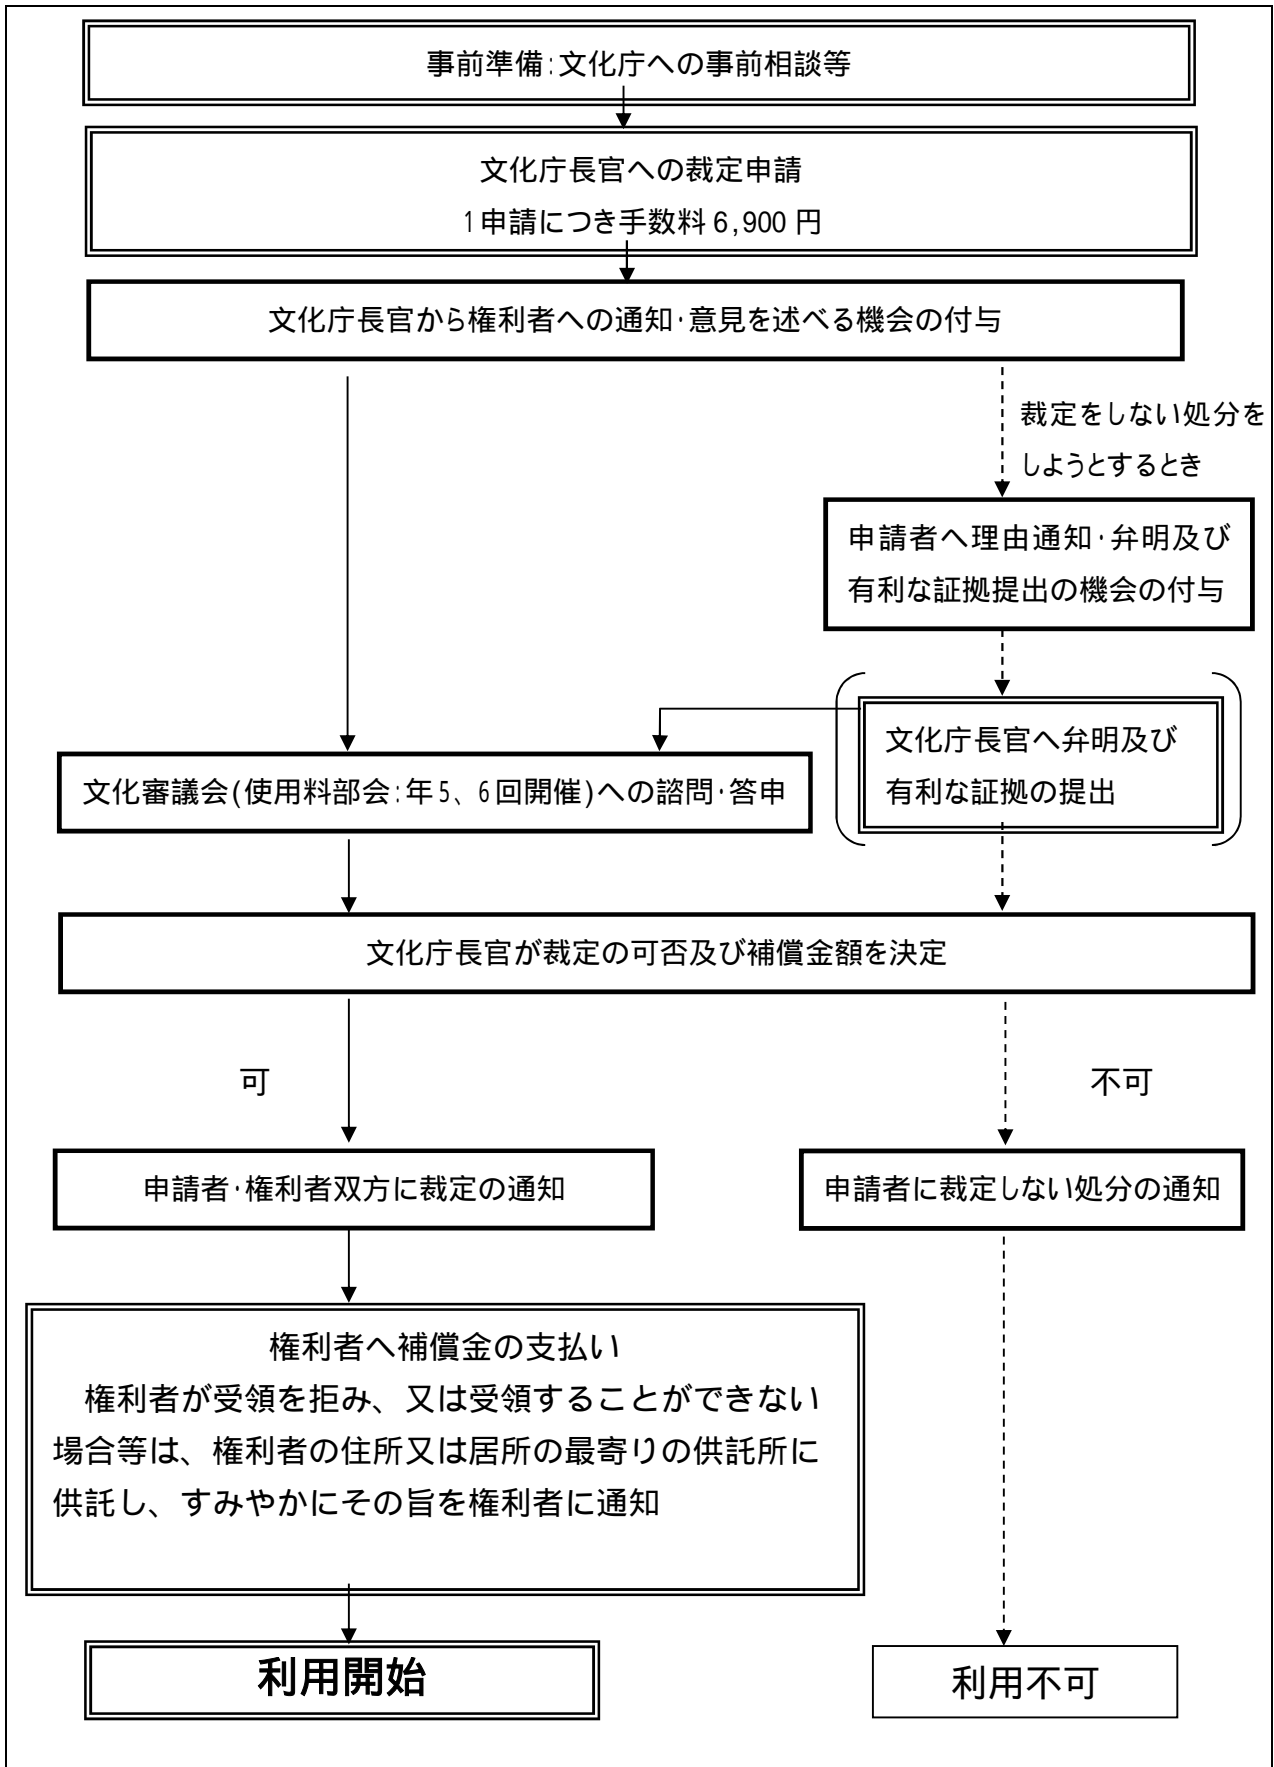 事前準備:文化庁への事前相談等
文化庁長官への裁定申請
1申請につき手数料6,900円
文化庁長官から権利者への通知・意見を述べる機会の付与
裁定をしない処分を
しようとするとき
申請者へ理由通知・弁明及び
有利な証拠提出の機会の付与
文化庁長官へ弁明及び
有利な証拠の提出
文化審議会(使用料部会:年5、6回開催)への諮問・答申
文化庁長官が裁定の可否及び補償金額を決定
可
不可
申請者・権利者双方に裁定の通知
申請者に裁定しない処分の通知
権利者へ補償金の支払い
権利者が受領を拒み、又は受領することができない
場合等は、権利者の住所又は居所の最寄りの供託所に
供託し、すみやかにその旨を権利者に通知
利用開始
利用不可